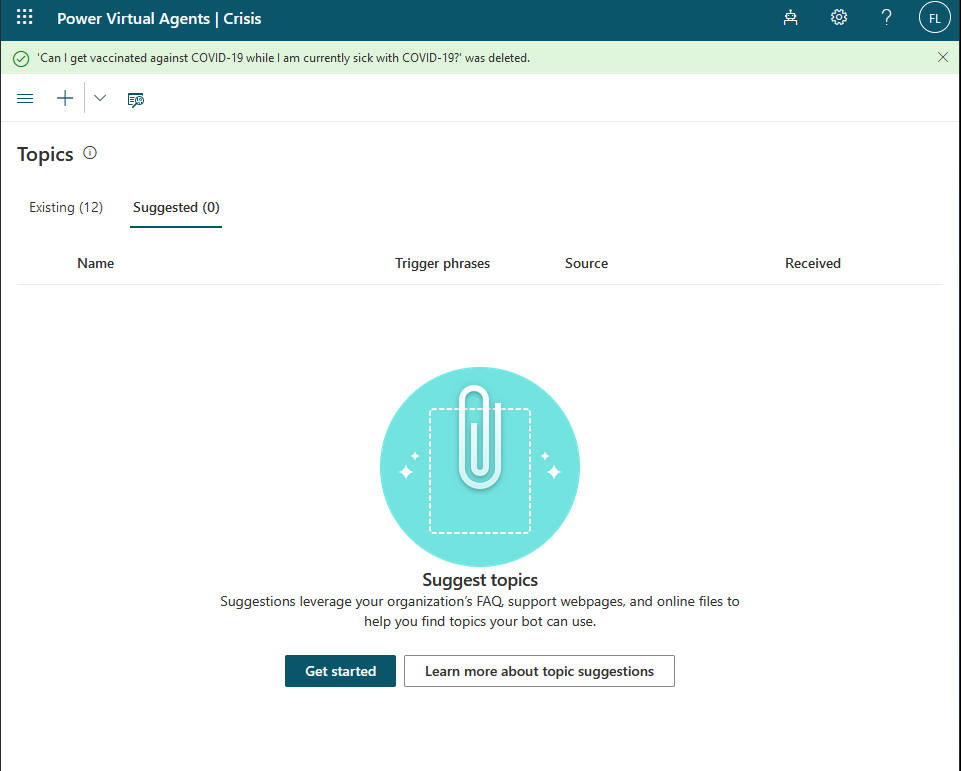 Power Virtual Agents | Crisis
FL
'Can I get vaccinated against COVID-19 while I am currently sick with COVID-19?' was deleted.
Topics
Existing (12) Suggested (0)
Name Trigger phrases Source Received
Suggest topics
Suggestions leverage your organization's FAQ, support webpages, and online files to
help you find topics your bot can use.
Get started Learn more about topic suggestions